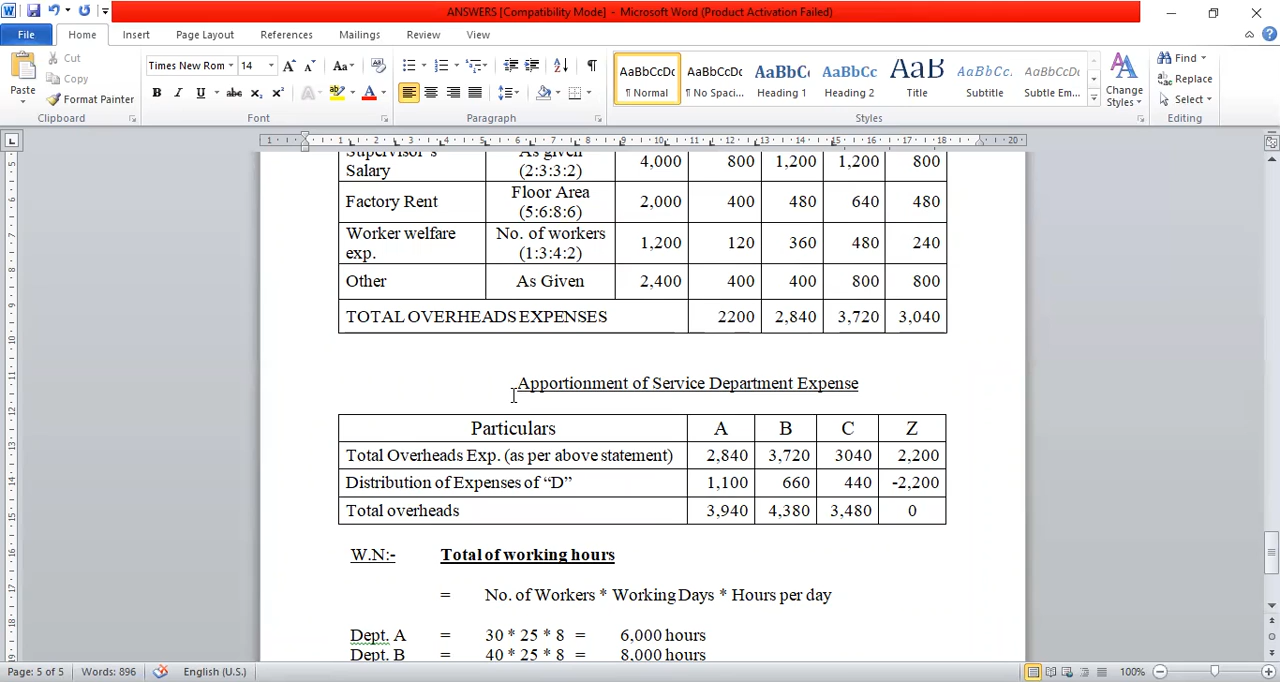 ANSWERS [Compatibility Mode] - Microsoft Word (Product Activation Failed)
File Home Insert Page Layout References Mailings Review View
Paste Cut Copy Format Painter
Times New Rom 14
AaBbCcDc AaBbCcDc AaBbC AaBbCc AaB AaBbCc. AaBbCcDc
¶ Normal ¶ No Spaci... Heading 1 Heading 2 Title Subtitle Subtle Em...
Change Styles
Find Replace Select
Clipboard Font Paragraph Styles Editing
Supervisor's Salary As given (2:3:3:2) 4,000 800 1,200 1,200 800
Factory Rent Floor Area (5:6:8:6) 2,000 400 480 640 480
Worker welfare exp. No. of workers (1:3:4:2) 1,200 120 360 480 240
Other As Given 2,400 400 400 800 800
TOTAL OVERHEADS EXPENSES 2200 2,840 3,720 3,040
Apportionment of Service Department Expense
Particulars A B C Z
Total Overheads Exp. (as per above statement) 2,840 3,720 3040 2,200
Distribution of Expenses of “D” 1,100 660 440 -2,200
Total overheads 3,940 4,380 3,480 0
W.N:- Total of working hours
= No. of Workers * Working Days * Hours per day
Dept. A = 30 * 25 * 8 = 6,000 hours
Dept. B = 40 * 25 * 8 = 8,000 hours
Page: 5 of 5 Words: 896 English (U.S.) 100%